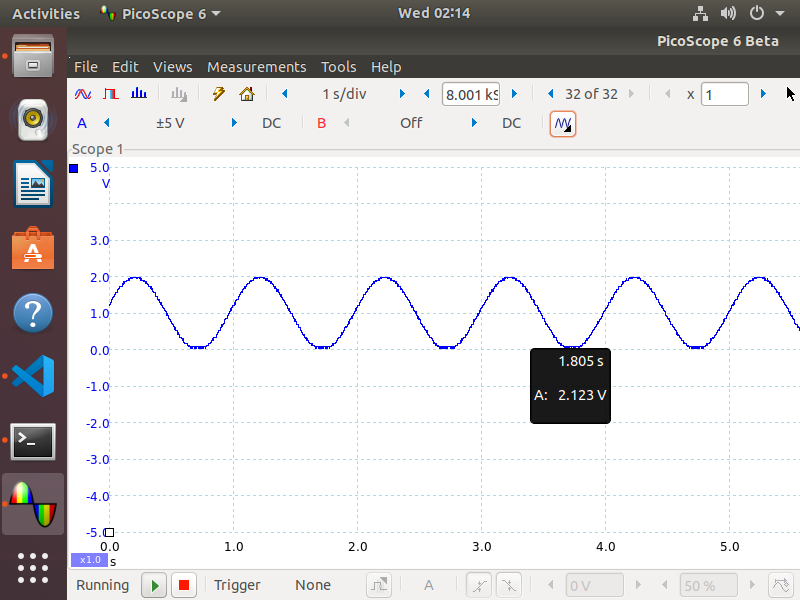 Activities PicoScope 6 Wed 02:14
PicoScope 6 Beta
File Edit Views Measurements Tools Help
1 s/div 8.001 kS 32 of 32 x 1
A ±5 V DC B Off DC
Scope 1
5.0
V
3.0
2.0
1.0
0.0
-1.0
-2.0
-3.0
-4.0
-5.0
1.805 s
A: 2.123 V
0.0 1.0 2.0 3.0 4.0 5.0
x1.0 s
Running Trigger None A 0 V 50 %